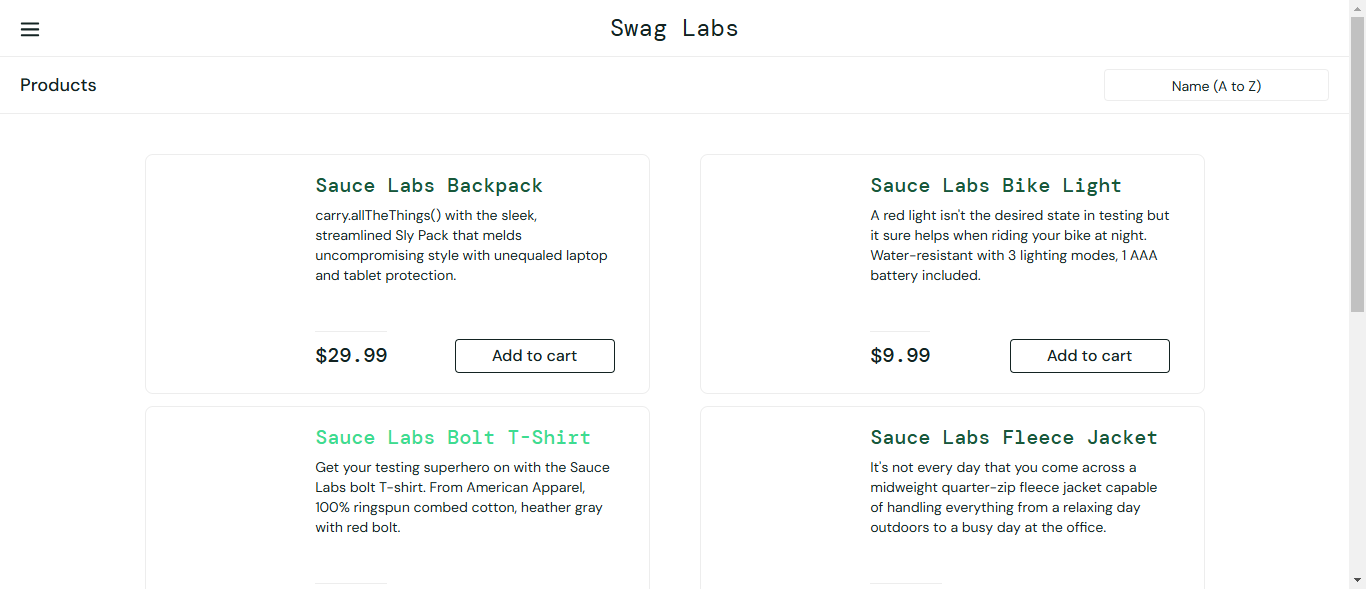 Swag Labs
Products
Name (A to Z)
Sauce Labs Backpack
carry.allTheThings() with the sleek,
streamlined Sly Pack that melds
uncompromising style with unequaled laptop
and tablet protection.
$29.99
Add to cart
Sauce Labs Bike Light
A red light isn't the desired state in testing but
it sure helps when riding your bike at night.
Water-resistant with 3 lighting modes, 1 AAA
battery included.
$9.99
Add to cart
Sauce Labs Bolt T-Shirt
Get your testing superhero on with the Sauce
Labs bolt T-shirt. From American Apparel,
100% ringspun combed cotton, heather gray
with red bolt.
Sauce Labs Fleece Jacket
It's not every day that you come across a
midweight quarter-zip fleece jacket capable
of handling everything from a relaxing day
outdoors to a busy day at the office.